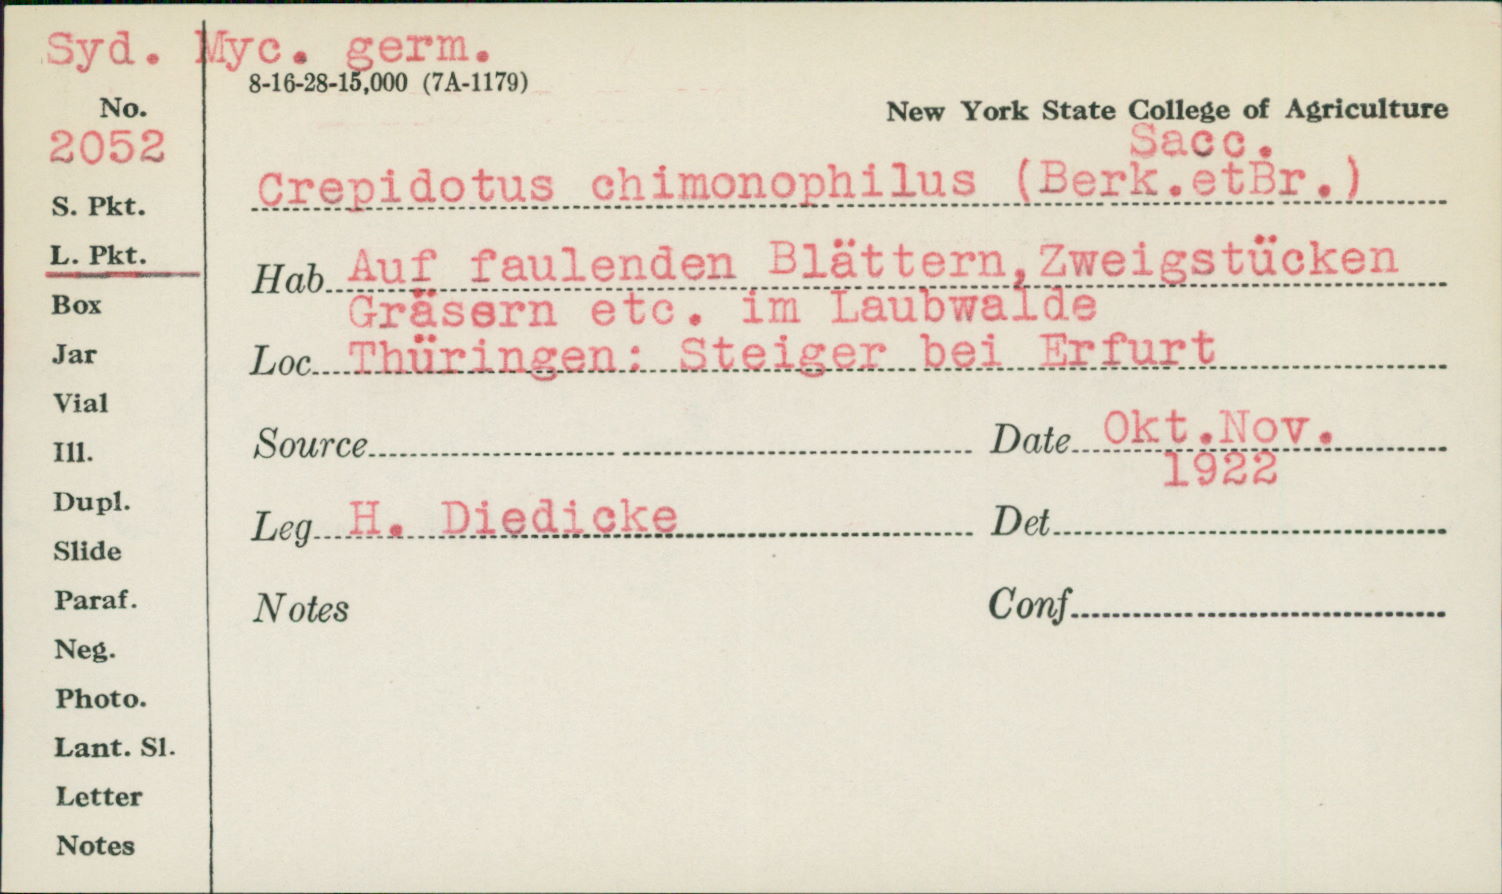 Syd. Myc. germ.
8-16-28-15,000 (7A-1179)
No.
New York State College of Agriculture
2052
Sacc.
Crepidotus chimonophilus (Berk.etBr.)
S. Pkt.
L. Pkt.
Hab Auf faulenden Blättern,Zweigstücken
Box
Gräsern etc. im Laubwalde
Jar
Loc Thüringen: Steiger bei Erfurt
Vial
Source
Date Okt.Nov.
1922
Ill.
Dupl.
Leg H. Diedicke
Det
Slide
Paraf.
Notes
Conf
Neg.
Photo.
Lant. Sl.
Letter
Notes